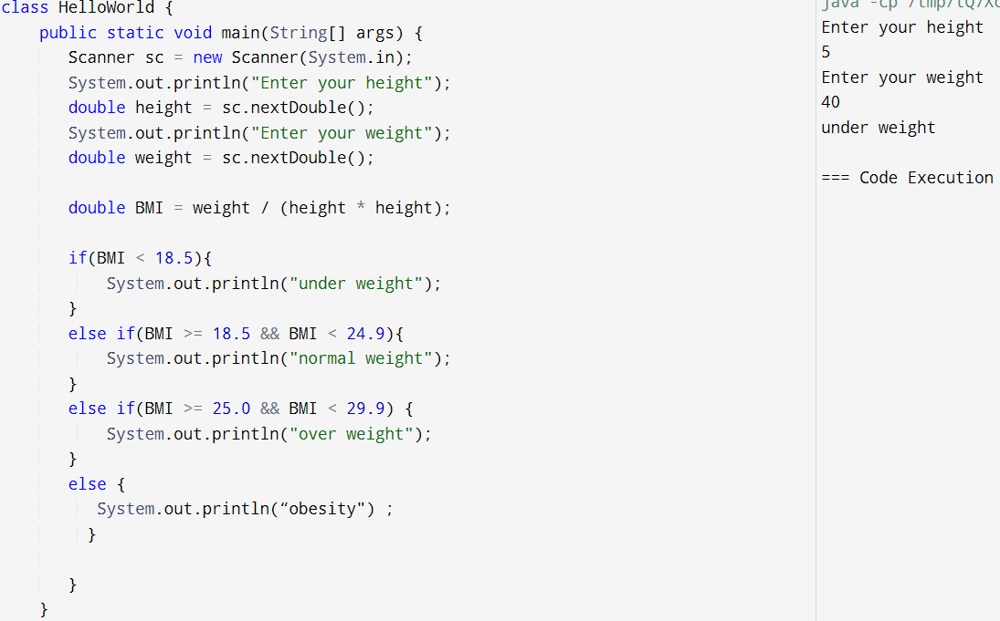 class HelloWorld {
    public static void main(String[] args) {
       Scanner sc = new Scanner(System.in);
       System.out.println("Enter your height");
       double height = sc.nextDouble();
       System.out.println("Enter your weight");
       double weight = sc.nextDouble();
       double BMI = weight / (height * height);
       if(BMI < 18.5){
           System.out.println("under weight");
       }
       else if(BMI >= 18.5 && BMI < 24.9){
           System.out.println("normal weight");
       }
       else if(BMI >= 25.0 && BMI < 29.9) {
           System.out.println("over weight");
       }
       else {
          System.out.println(“obesity") ;
         }
       }
    }
java -cp
Enter your height
5
Enter your weight
40
under weight
=== Code Execution